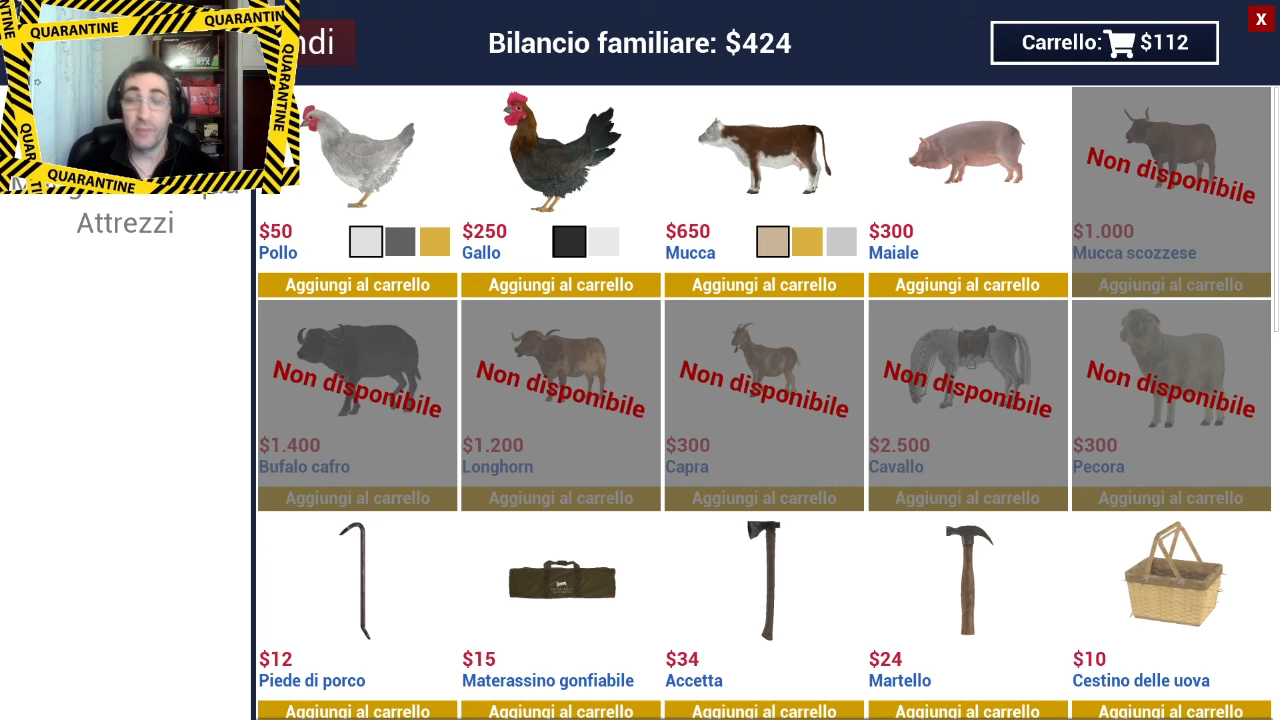 QUARANTINE
QUARANTIN
QUARANTINE
QUARANTINE
ndi
Bilancio familiare: $424
Carrello: $112
X
Attrezzi
$50
Pollo
Aggiungi al carrello
$250
Gallo
Aggiungi al carrello
$650
Mucca
Aggiungi al carrello
$300
Maiale
Aggiungi al carrello
Non disponibile
$1.000
Mucca scozzese
Aggiungi al carrello
Non disponibile
$1.400
Bufalo cafro
Aggiungi al carrello
Non disponibile
$1.200
Longhorn
Aggiungi al carrello
Non disponibile
$300
Capra
Aggiungi al carrello
Non disponibile
$2.500
Cavallo
Aggiungi al carrello
Non disponibile
$300
Pecora
Aggiungi al carrello
$12
Piede di porco
Aggiungi al carrello
$15
Materassino gonfiabile
Aggiungi al carrello
$34
Accetta
Aggiungi al carrello
$24
Martello
Aggiungi al carrello
$10
Cestino delle uova
Aggiungi al carrello